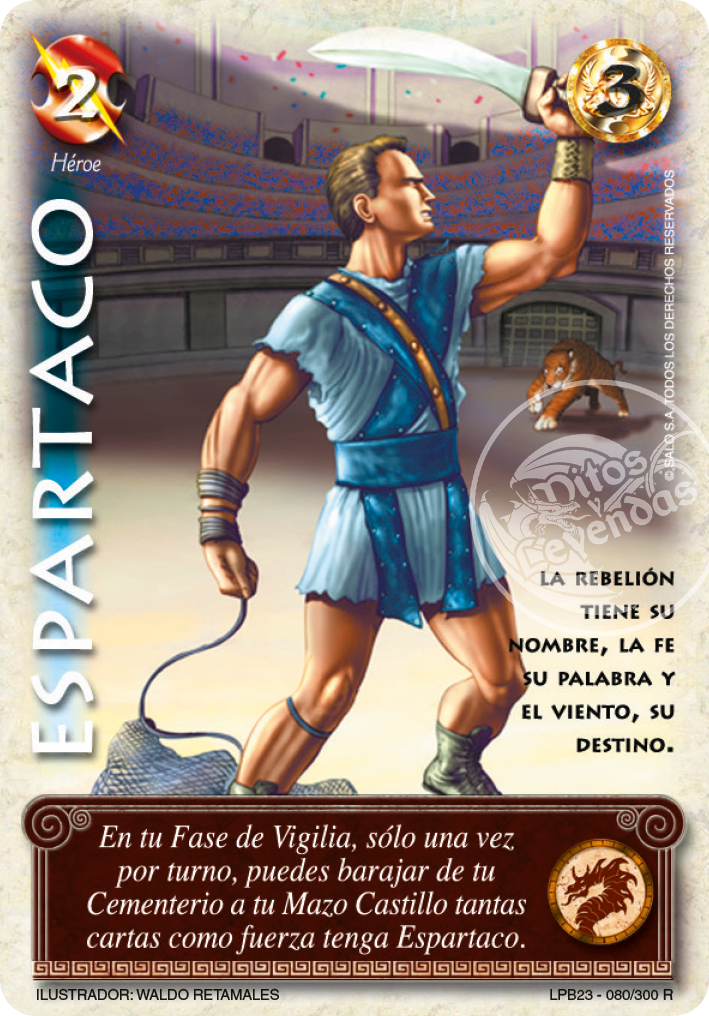 2
3
Héroe
ESPARTACO
© SALO S.A. TODOS LOS DERECHOS RESERVADOS
Mitos
y
Leyendas
LA REBELIÓN
TIENE SU
NOMBRE, LA FE
SU PALABRA Y
EL VIENTO, SU
DESTINO.
En tu Fase de Vigilia, sólo una vez
por turno, puedes barajar de tu
Cementerio a tu Mazo Castillo tantas
cartas como fuerza tenga Espartaco.
ILUSTRADOR: WALDO RETAMALES
LPB23 - 080/300 R